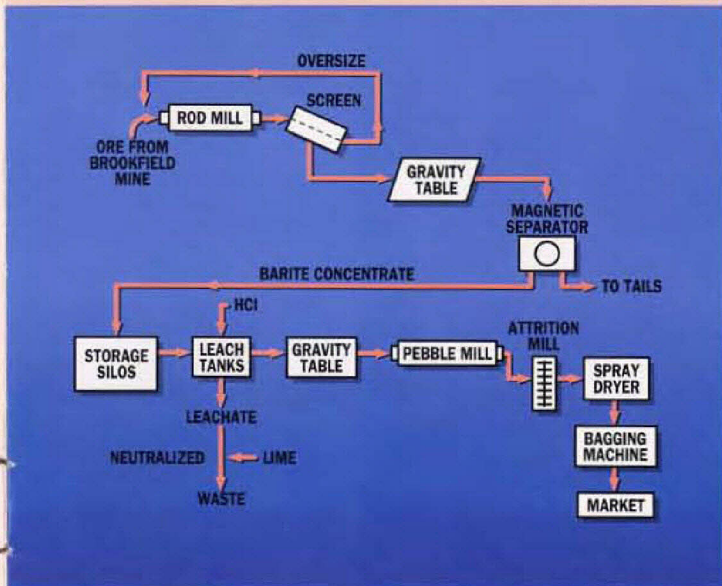 OVERSIZE
SCREEN
ROD MILL
ORE FROM
BROOKFIELD
MINE
GRAVITY
TABLE
MAGNETIC
SEPARATOR
BARITE CONCENTRATE
TO TAILS
HCl
STORAGE
SILOS
LEACH
TANKS
GRAVITY
TABLE
PEBBLE MILL
ATTRITION
MILL
SPRAY
DRYER
LEACHATE
BAGGING
MACHINE
NEUTRALIZED
LIME
WASTE
MARKET